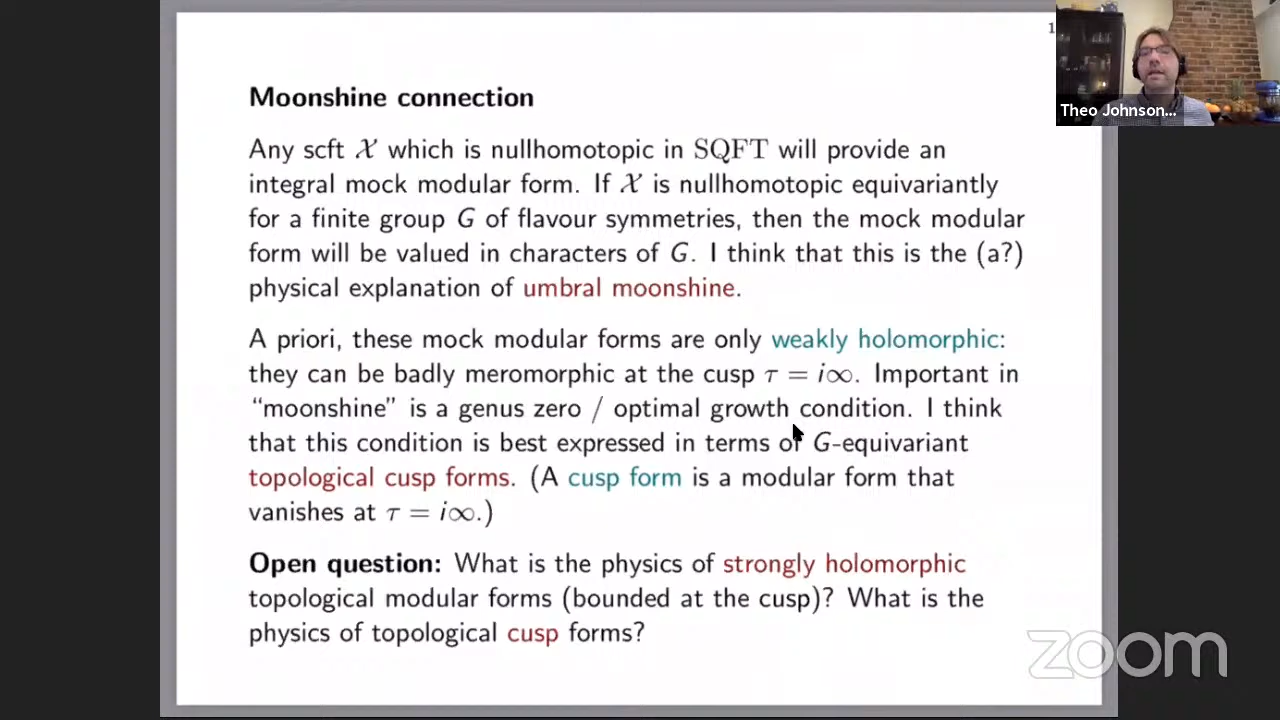 1
Theo Johnson...
Moonshine connection
Any scft 𝒳 which is nullhomotopic in SQFT will provide an
integral mock modular form. If 𝒳 is nullhomotopic equivariantly
for a finite group G of flavour symmetries, then the mock modular
form will be valued in characters of G. I think that this is the (a?)
physical explanation of umbral moonshine.
A priori, these mock modular forms are only weakly holomorphic:
they can be badly meromorphic at the cusp τ = i∞. Important in
“moonshine” is a genus zero / optimal growth condition. I think
that this condition is best expressed in terms of G-equivariant
topological cusp forms. (A cusp form is a modular form that
vanishes at τ = i∞.)
Open question: What is the physics of strongly holomorphic
topological modular forms (bounded at the cusp)? What is the
physics of topological cusp forms?
zoom